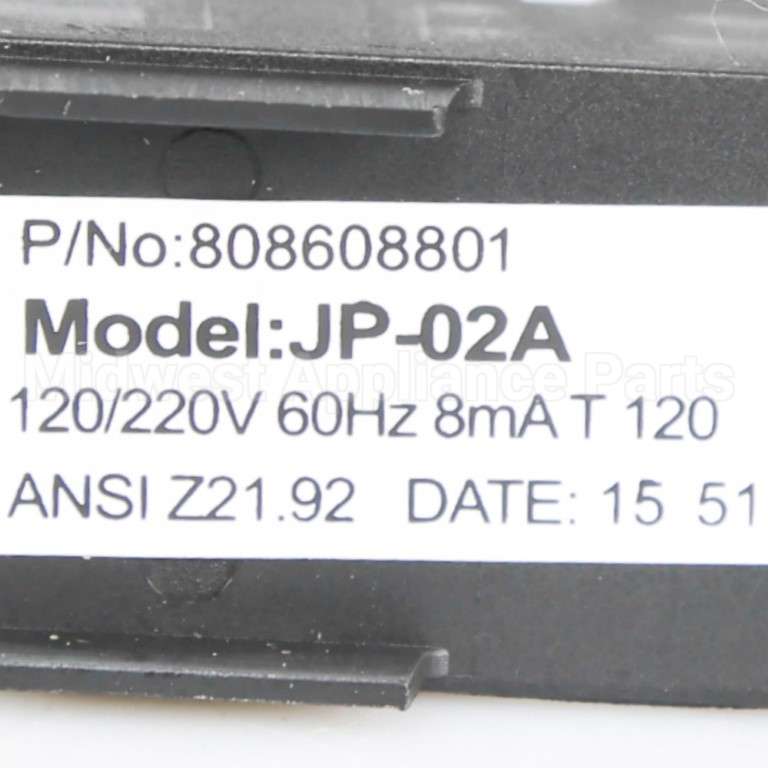 P/No:808608801
Model:JP-02A
Midwest Appliance Parts
120/220V 60Hz 8mA T 120
ANSI Z21.92 DATE: 15 51